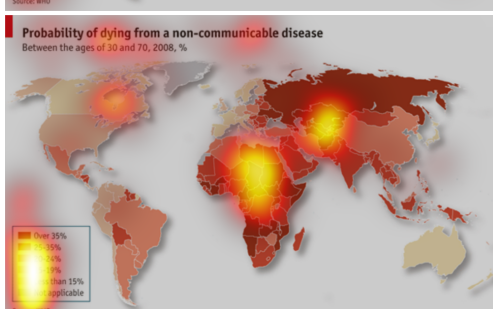 Source: WHO
Probability of dying from a non-communicable disease
Between the ages of 30 and 70, 2008, %
Over 35%
15%
applicable